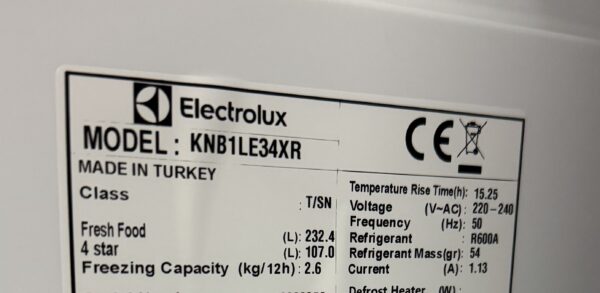 Electrolux
MODEL : KNB1LE34XR
MADE IN TURKEY
Class : T/SN
Fresh Food (L): 232.4
4 star (L): 107.0
Freezing Capacity (kg/12h) : 2.6
CE
Temperature Rise Time(h): 15.25
Voltage (V~AC) : 220-240
Frequency (Hz): 50
Refrigerant : R600A
Refrigerant Mass(gr): 54
Current (A): 1.13
Defrost Heater (W) :